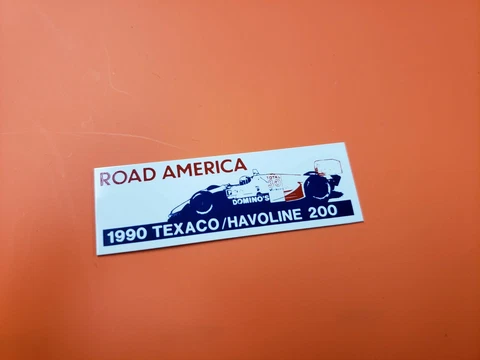 ROAD AMERICA
DOMINO'S
1990 TEXACO/HAVOLINE 200